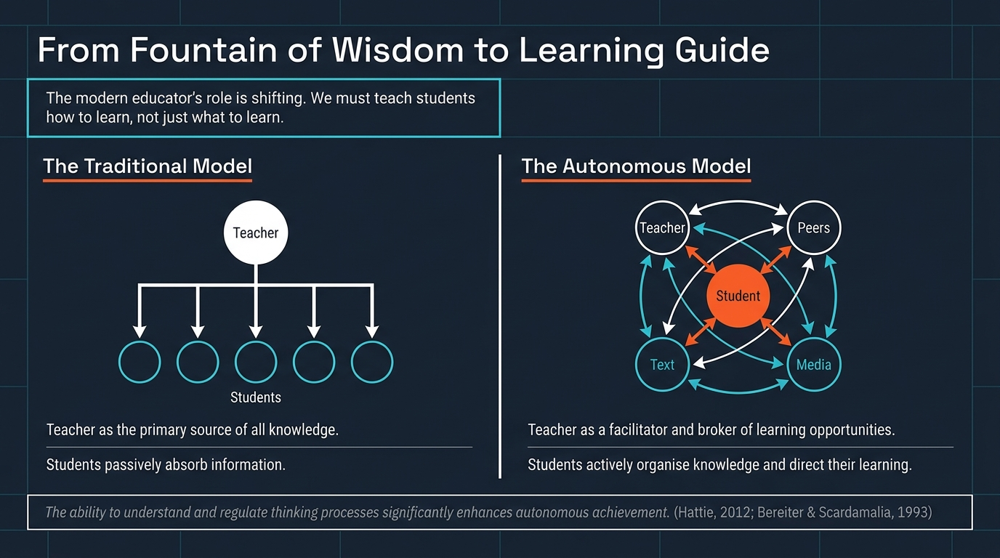 From Fountain of Wisdom to Learning Guide
The modern educator's role is shifting. We must teach students
how to learn, not just what to learn.
The Traditional Model
Teacher
Students
Teacher as the primary source of all knowledge.
Students passively absorb information.
The Autonomous Model
Teacher
Peers
Student
Text
Media
Teacher as a facilitator and broker of learning opportunities.
Students actively organise knowledge and direct their learning.
The ability to understand and regulate thinking processes significantly enhances autonomous achievement. (Hattie, 2012; Bereiter & Scardamalia, 1993)